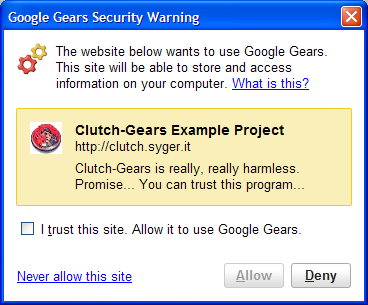 Google Gears Security Warning
The website below wants to use Google Gears.
This site will be able to store and access
information on your computer. What is this?
Clutch-Gears Example Project
http://clutch.syger.it
Clutch-Gears is really, really harmless.
Promise... You can trust this program...
I trust this site. Allow it to use Google Gears.
Never allow this site
Allow
Deny